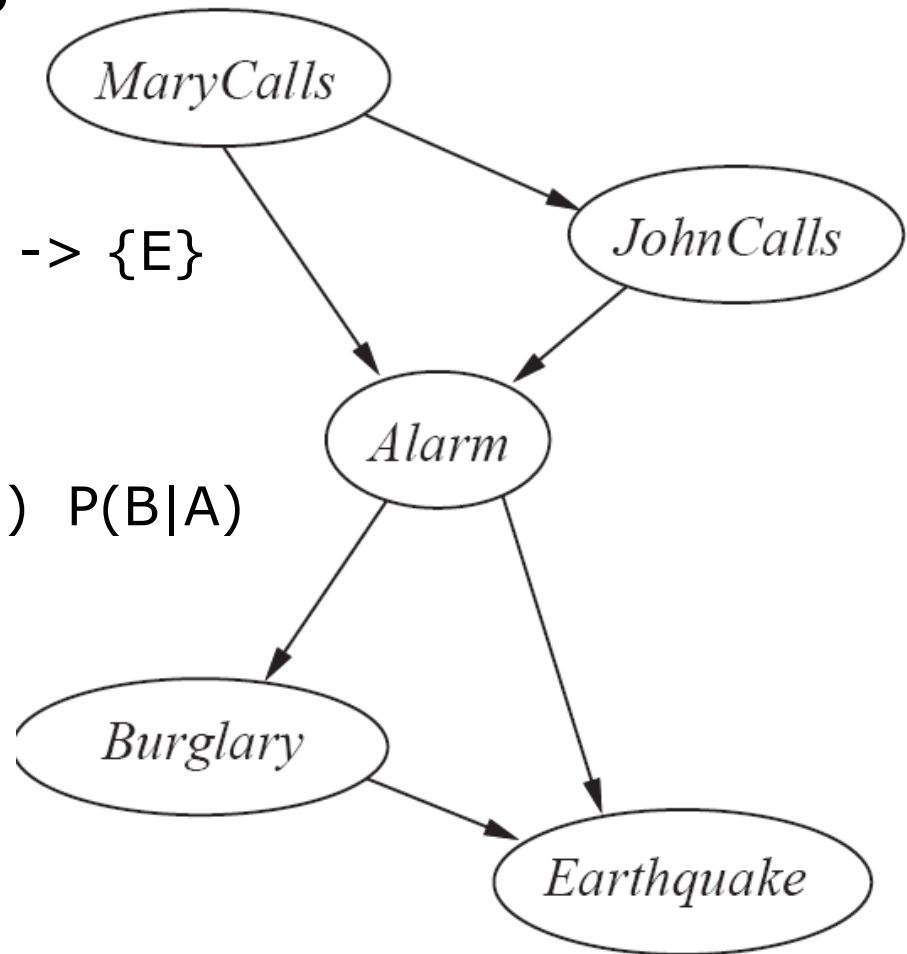 MaryCalls
JohnCalls
-> {E}
Alarm
) P(B|A)
Burglary
Earthquake